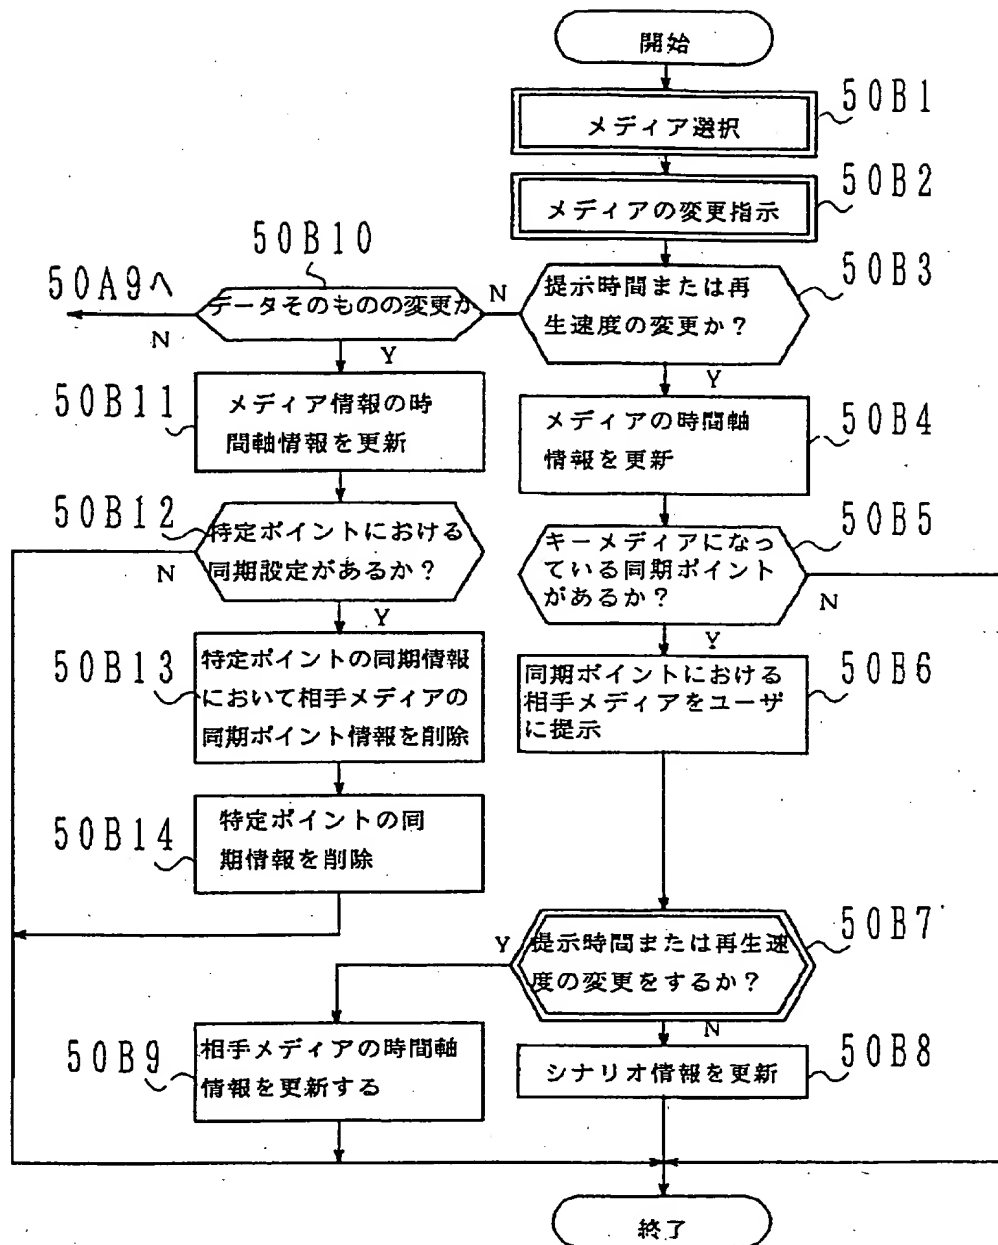 開始
50B1
メディア選択
50B2
メディアの変更指示
50B10
50B3
50A9へ
データそのものの変更か
N
提示時間または再
生速度の変更か?
N
Y
Y
50B11
メディア情報の時
間軸情報を更新
50B4
メディアの時間軸
情報を更新
50B12
特定ポイントにおける
同期設定があるか?
N
Y
50B5
キーメディアになっ
ている同期ポイント
があるか?
N
Y
50B13
特定ポイントの同期情報
において相手メディアの
同期ポイント情報を削除
50B6
同期ポイントにおける
相手メディアをユーザ
に提示
50B14
特定ポイントの同
期情報を削除
50B7
Y
提示時間または再生速
度の変更をするか?
N
50B9
相手メディアの時間軸
情報を更新する
50B8
シナリオ情報を更新
終了